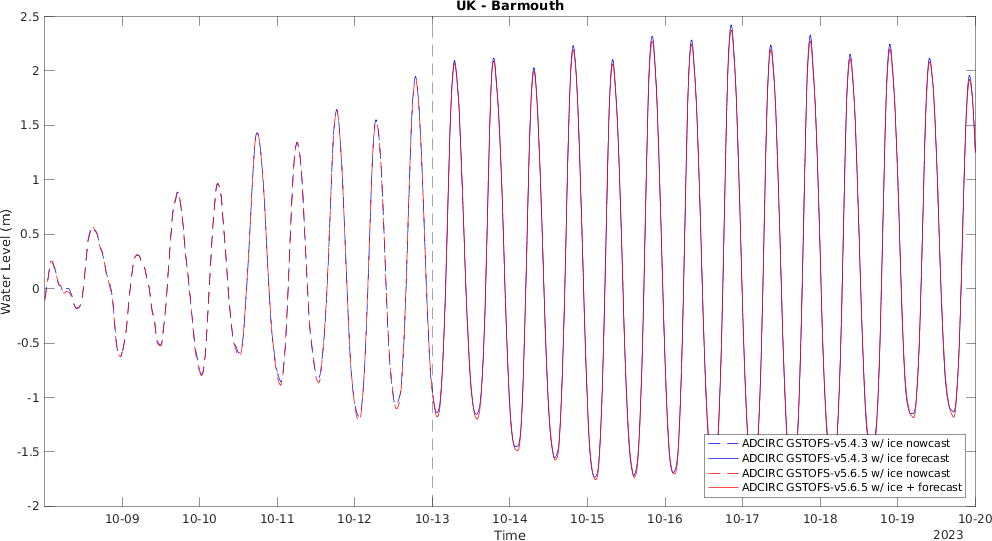 UK - Barmouth
2.5
2
1.5
1
0.5
0
-0.5
-1
-1.5
-2
Water Level (m)
ADCIRC GSTOFS-v5.4.3 w/ ice nowcast
ADCIRC GSTOFS-v5.4.3 w/ ice forecast
ADCIRC GSTOFS-v5.6.5 w/ ice nowcast
ADCIRC GSTOFS-v5.6.5 w/ ice + forecast
10-09 10-10 10-11 10-12 10-13 10-14 10-15 10-16 10-17 10-18 10-19 10-20
Time
2023